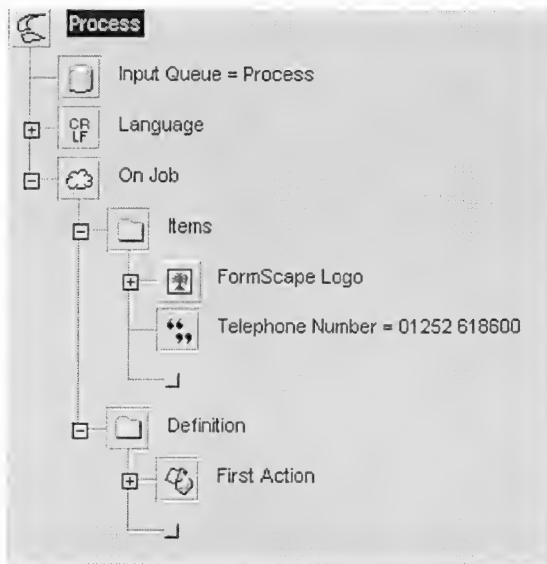 Process
Input Queue = Process
CR
LF
Language
On Job
Items
FormScape Logo
Telephone Number = 01252 618600
Definition
First Action